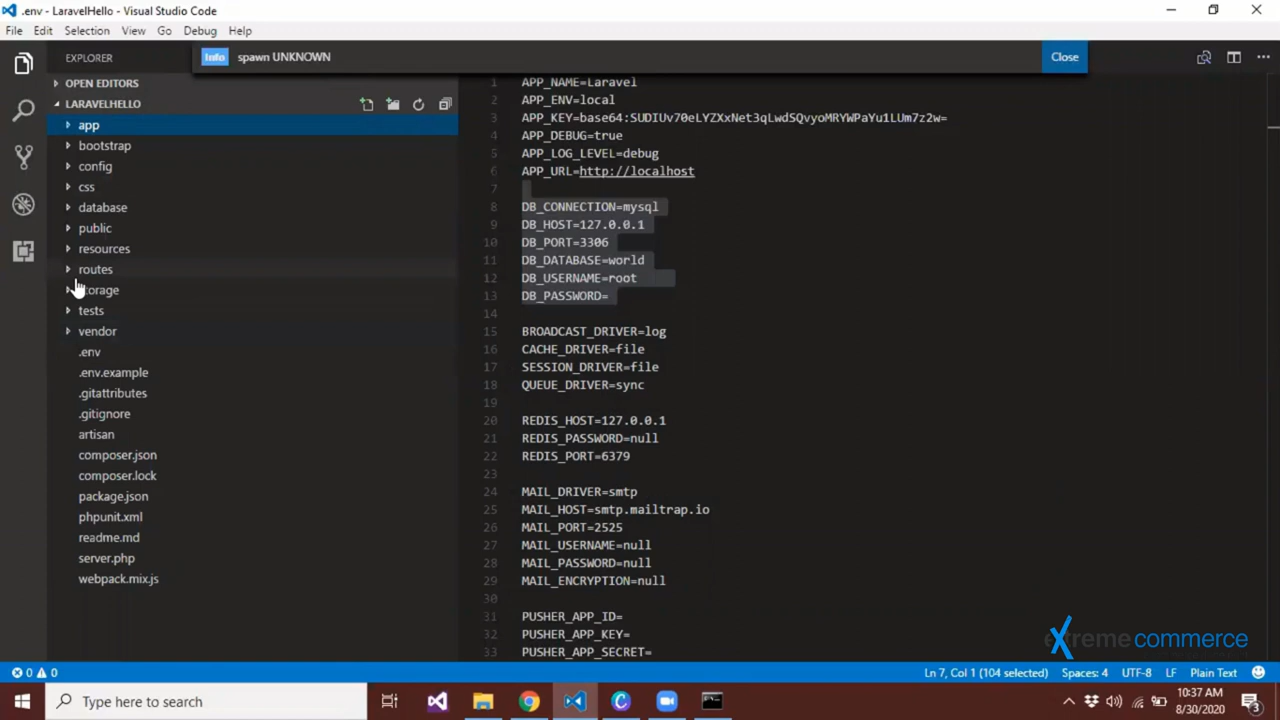 .env - LaravelHello - Visual Studio Code
File Edit Selection View Go Debug Help
EXPLORER
Info spawn UNKNOWN Close
OPEN EDITORS
LARAVELHELLO
app
bootstrap
config
css
database
public
resources
routes
storage
tests
vendor
.env
.env.example
.gitattributes
.gitignore
artisan
composer.json
composer.lock
package.json
phpunit.xml
readme.md
server.php
webpack.mix.js
1 APP_NAME=Laravel
2 APP_ENV=local
3 APP_KEY=base64:SUDIUv70eLYZXxNet3qLwdSQvyoMRYWPaYu1LUm7z2w=
4 APP_DEBUG=true
5 APP_LOG_LEVEL=debug
6 APP_URL=http://localhost
7
8 DB_CONNECTION=mysql
9 DB_HOST=127.0.0.1
10 DB_PORT=3306
11 DB_DATABASE=world
12 DB_USERNAME=root
13 DB_PASSWORD=
14
15 BROADCAST_DRIVER=log
16 CACHE_DRIVER=file
17 SESSION_DRIVER=file
18 QUEUE_DRIVER=sync
19
20 REDIS_HOST=127.0.0.1
21 REDIS_PASSWORD=null
22 REDIS_PORT=6379
23
24 MAIL_DRIVER=smtp
25 MAIL_HOST=smtp.mailtrap.io
26 MAIL_PORT=2525
27 MAIL_USERNAME=null
28 MAIL_PASSWORD=null
29 MAIL_ENCRYPTION=null
30
31 PUSHER_APP_ID=
32 PUSHER_APP_KEY=
33 PUSHER_APP_SECRET=
extreme commerce
0 0 Ln 7, Col 1 (104 selected) Spaces: 4 UTF-8 LF Plain Text
Type here to search
10:37 AM
8/30/2020
3